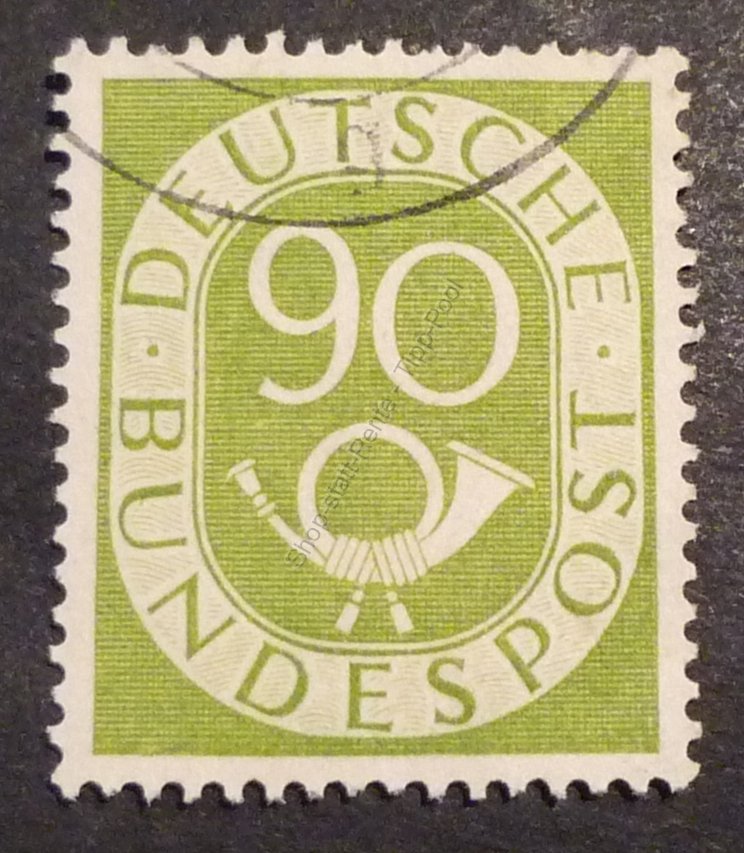 DEUTSCHE · BUNDESPOST ·
90
Shop-statt-Rente - Tipp-Pool